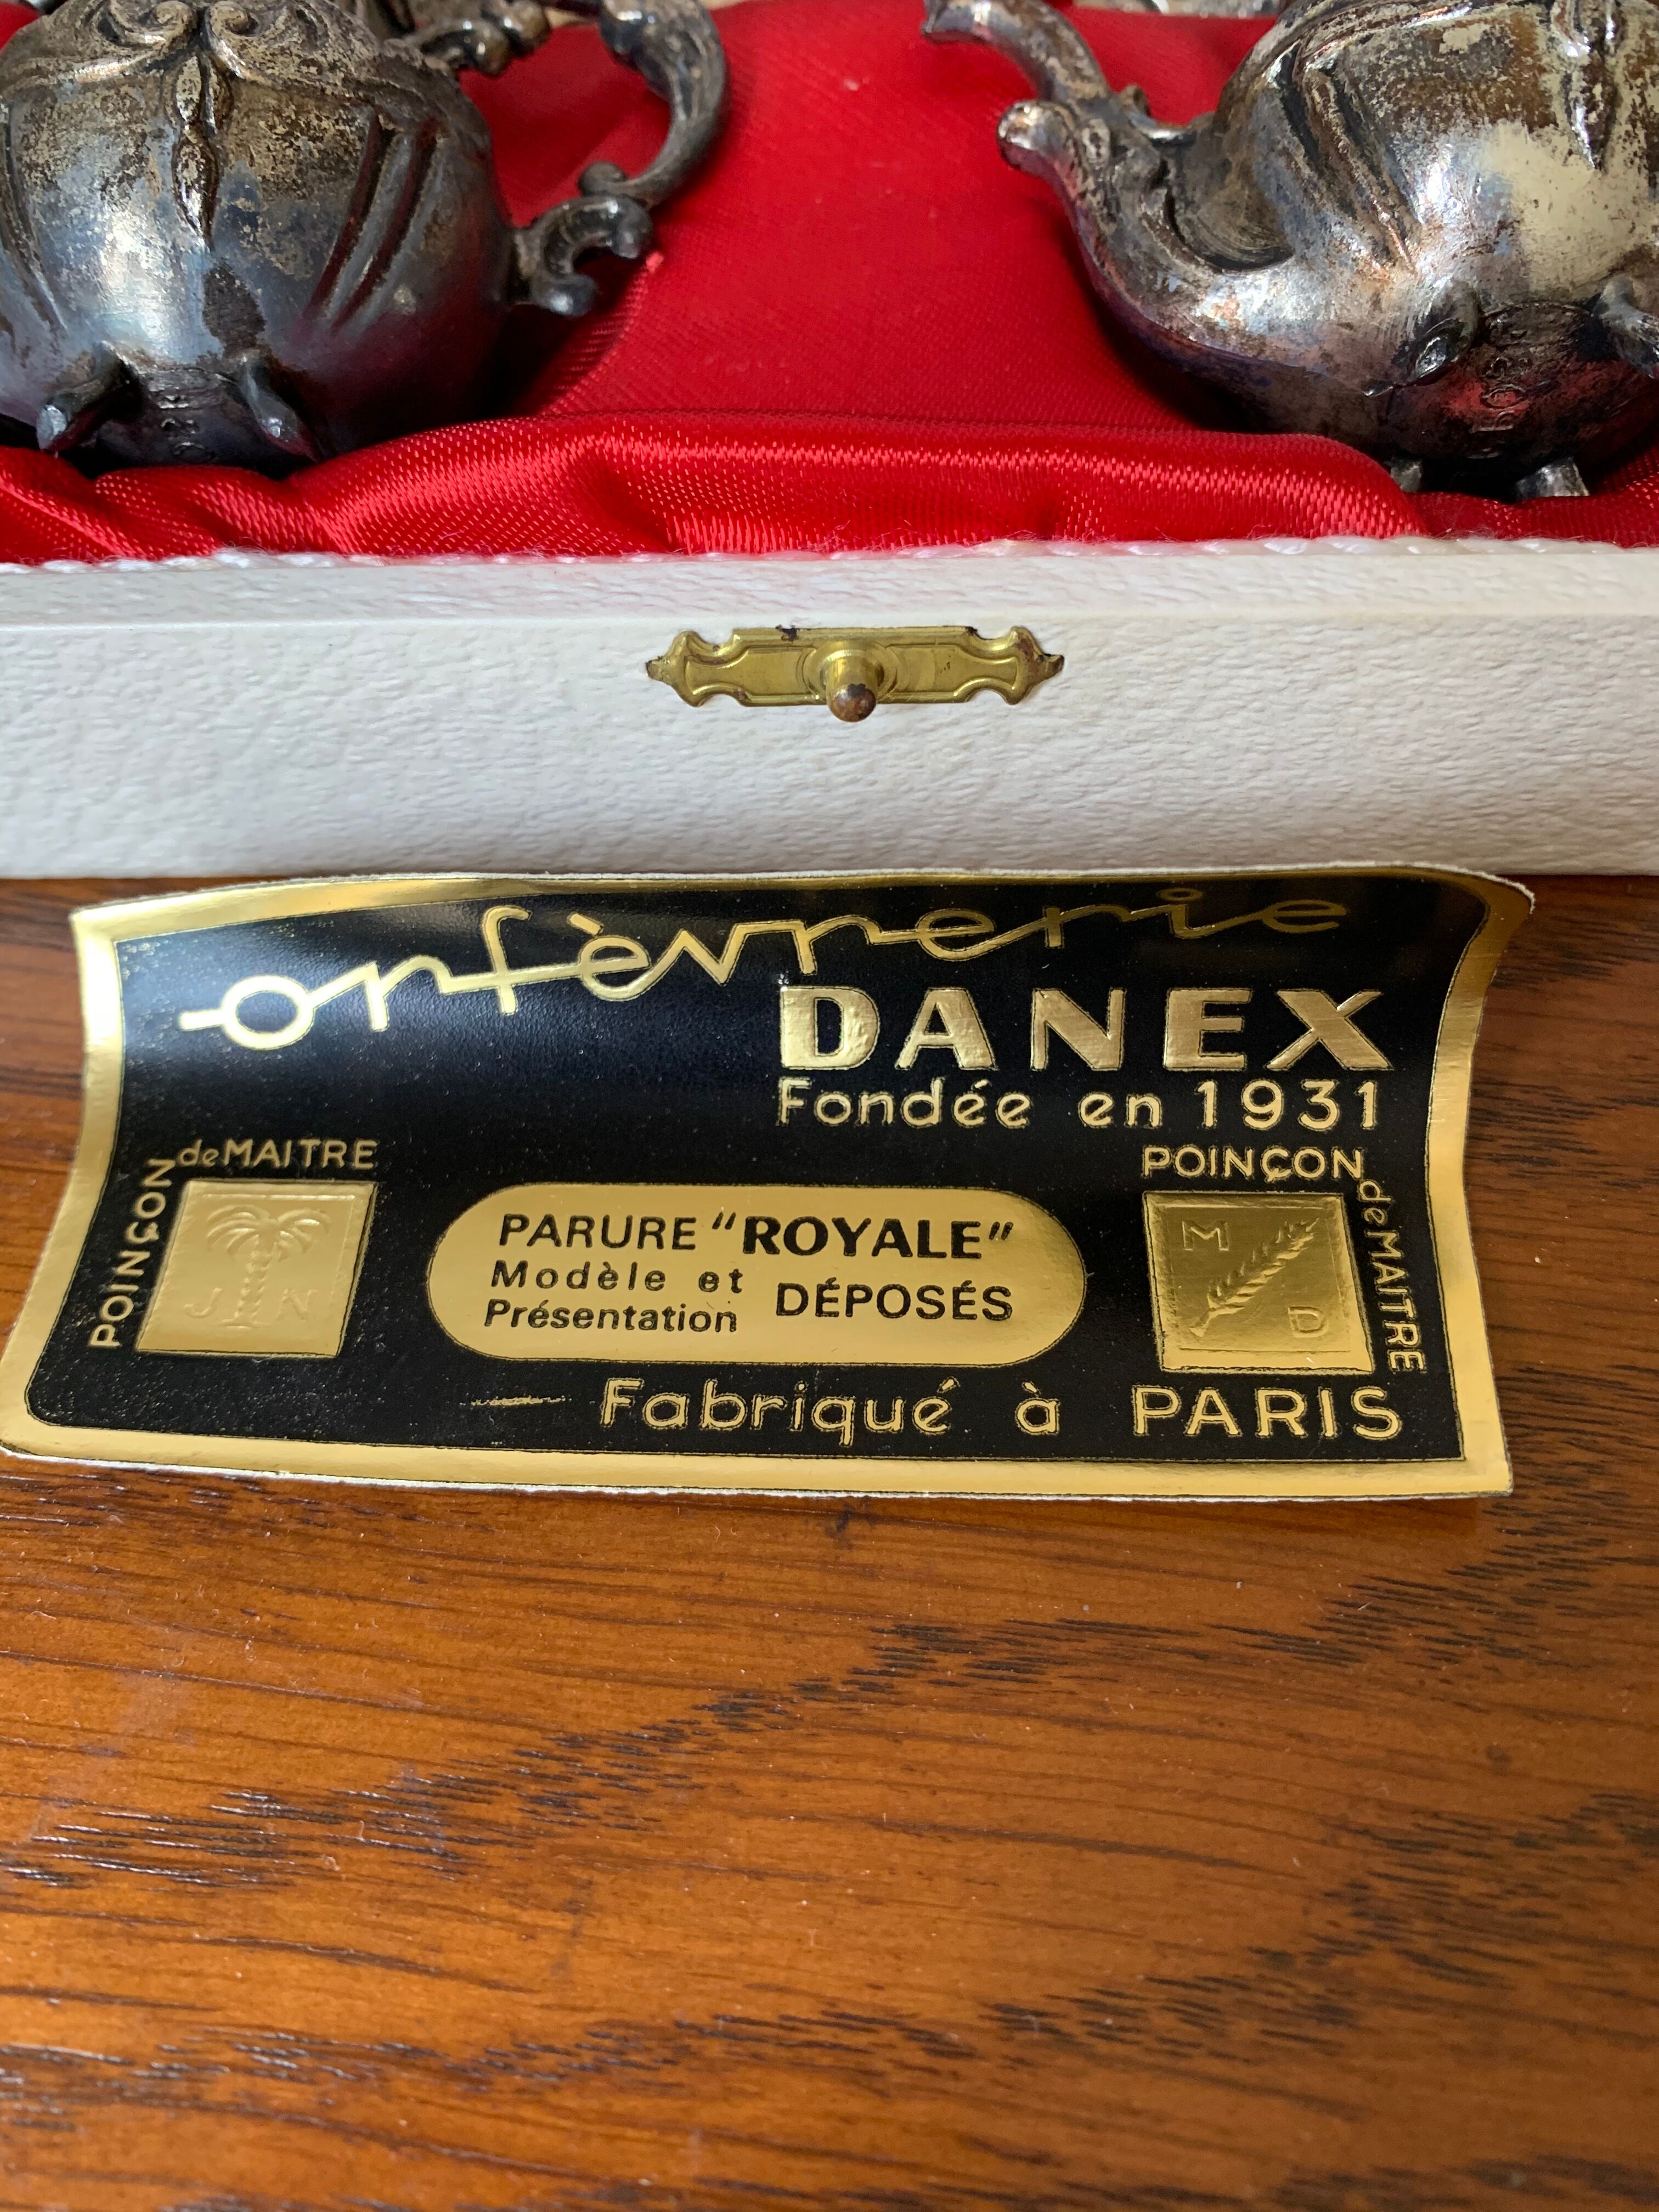 orfèvrerie
DANEX
Fondée en 1931
POINÇON de MAITRE
J N
PARURE "ROYALE"
Modèle et
Présentation DÉPOSÉS
POINÇON de MAITRE
M
D
Fabriqué à PARIS